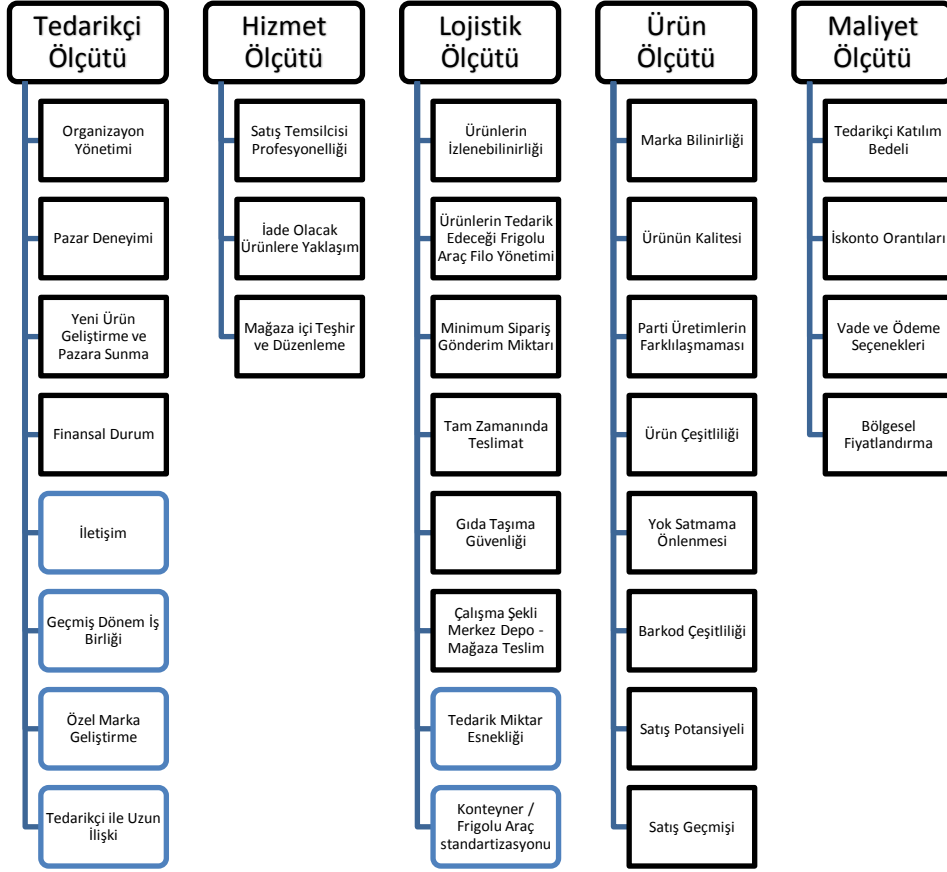 Tedarikçi
Ölçütü
Organizayon
Yönetimi
Pazar Deneyimi
Yeni Ürün
Geliştirme ve
Pazara Sunma
Finansal Durum
İletişim
Geçmiş Dönem İş
Birliği
Özel Marka
Geliştirme
Tedarikçi ile Uzun
İlişki
Hizmet
Ölçütü
Satış Temsilcisi
Profesyonelliği
İade Olacak
Ürünlere Yaklaşım
Mağaza içi Teşhir
ve Düzenleme
Lojistik
Ölçütü
Ürünlerin
İzlenebilinirliği
Ürünlerin Tedarik
Edeceği Frigolu
Araç Filo Yönetimi
Minimum Sipariş
Gönderim Miktarı
Tam Zamanında
Teslimat
Gıda Taşıma
Güvenliği
Çalışma Şekli
Merkez Depo -
Mağaza Teslim
Tedarik Miktar
Esnekliği
Konteyner /
Frigolu Araç
standartizasyonu
Ürün
Ölçütü
Marka Bilinirliği
Ürünün Kalitesi
Parti Üretimlerin
Farklılaşmaması
Ürün Çeşitliliği
Yok Satmama
Önlenmesi
Barkod Çeşitliliği
Satış Potansiyeli
Satış Geçmişi
Maliyet
Ölçütü
Tedarikçi Katılım
Bedeli
İskonto Orantıları
Vade ve Ödeme
Seçenekleri
Bölgesel
Fiyatlandırma